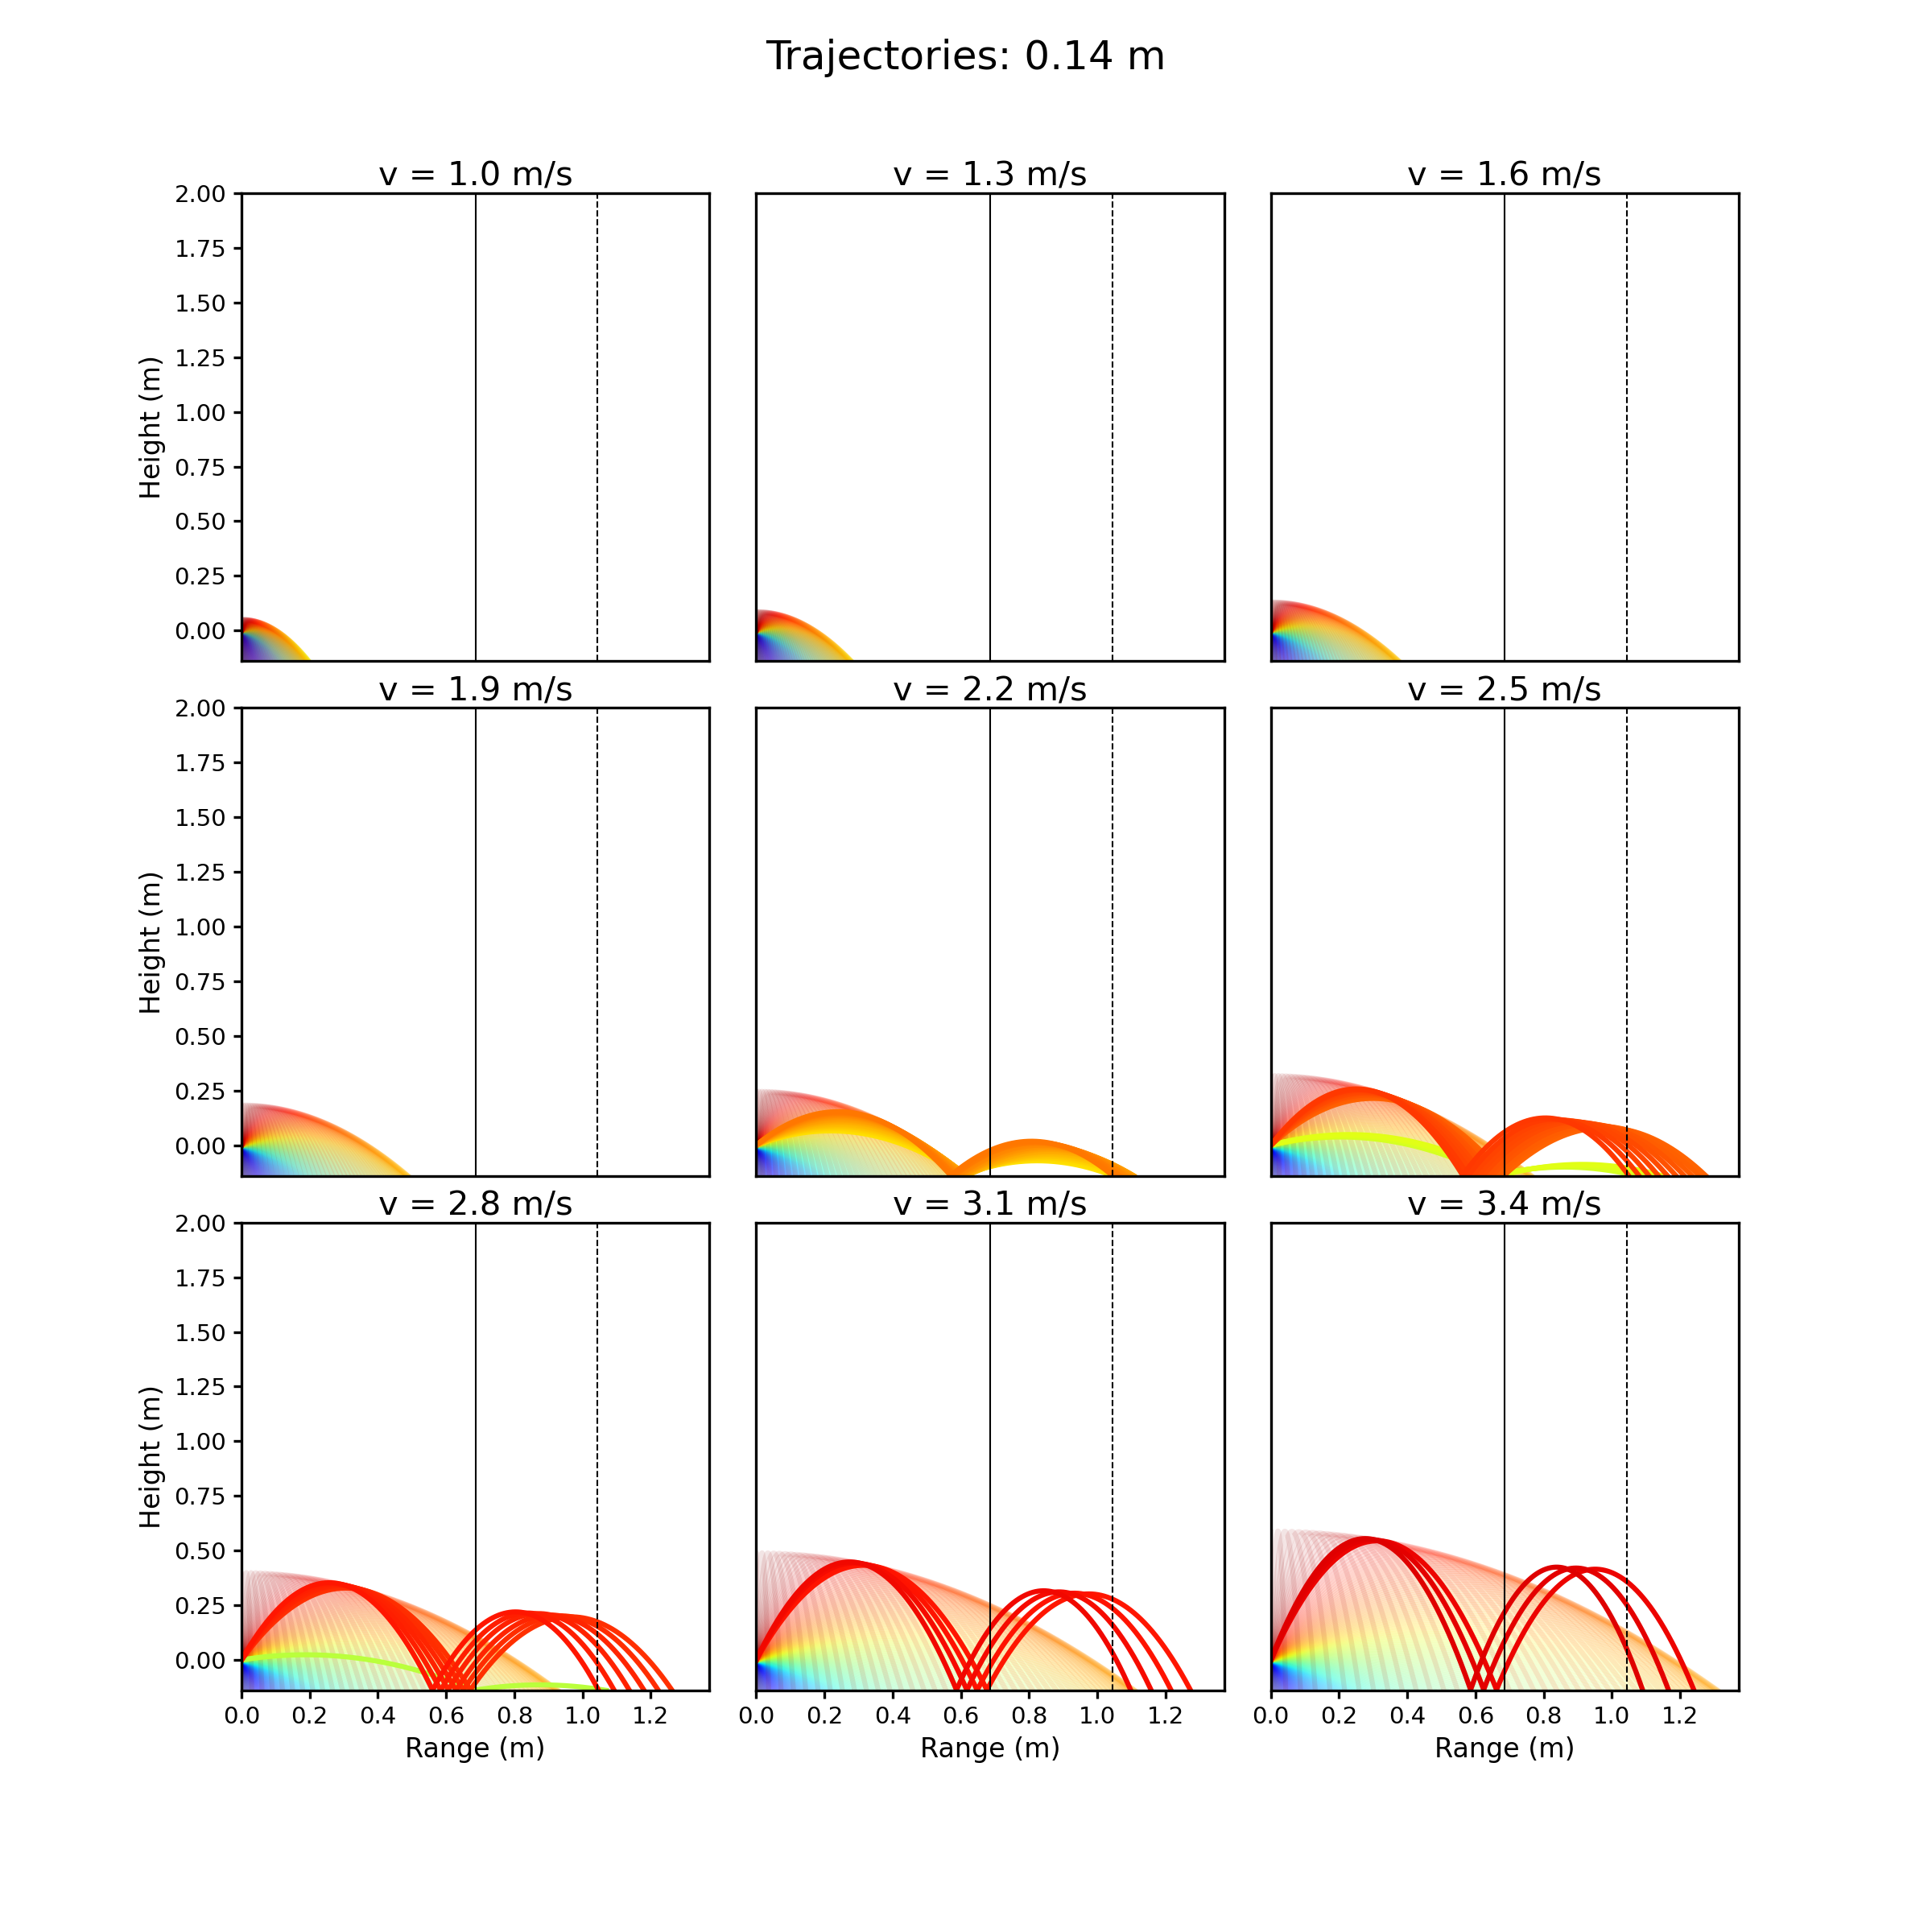 Trajectories: 0.14 m
v = 1.0 m/s
v = 1.3 m/s
v = 1.6 m/s
2.00
1.75
1.50
1.25
1.00
0.75
0.50
0.25
0.00
Height (m)
v = 1.9 m/s
v = 2.2 m/s
v = 2.5 m/s
2.00
1.75
1.50
1.25
1.00
0.75
0.50
0.25
0.00
Height (m)
v = 2.8 m/s
v = 3.1 m/s
v = 3.4 m/s
2.00
1.75
1.50
1.25
1.00
0.75
0.50
0.25
0.00
Height (m)
0.0 0.2 0.4 0.6 0.8 1.0 1.2
0.0 0.2 0.4 0.6 0.8 1.0 1.2
0.0 0.2 0.4 0.6 0.8 1.0 1.2
Range (m)
Range (m)
Range (m)